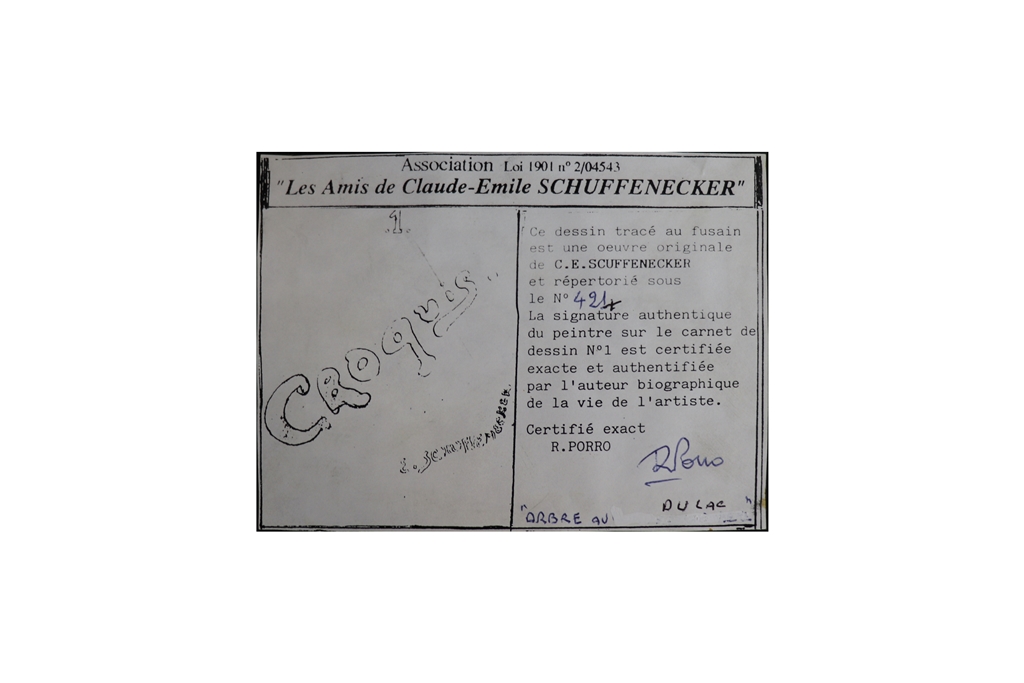 Association Loi 1901 n° 2/04543
"Les Amis de Claude-Emile SCHUFFENECKER"
1
CROQUIS..
E. SCHUFFENECKER.
Ce dessin tracé au fusain
est une oeuvre originale
de C.E.SCUFFENECKER
et répertorié sous
le N° 421
La signature authentique
du peintre sur le carnet de
dessin N°1 est certifiée
exacte et authentifiée
par l'auteur biographique
de la vie de l'artiste.
Certifié exact
R.PORRO
R Porro
"ARBRE AU DU LAC"